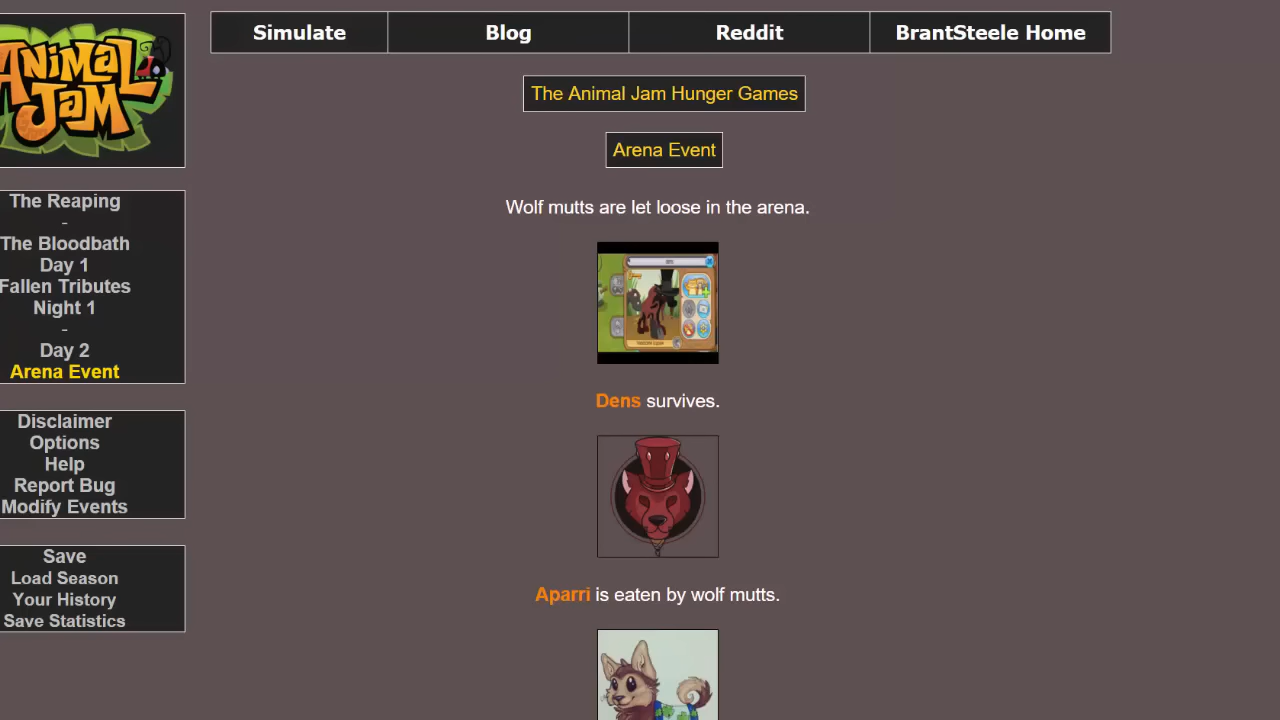 Simulate
Blog
Reddit
BrantSteele Home
ANIMAL
JAM
The Animal Jam Hunger Games
Arena Event
The Reaping
-
The Bloodbath
Day 1
Fallen Tributes
Night 1
-
Day 2
Arena Event
Disclaimer
Options
Help
Report Bug
Modify Events
Save
Load Season
Your History
Save Statistics
Wolf mutts are let loose in the arena.
Dens survives.
Aparri is eaten by wolf mutts.